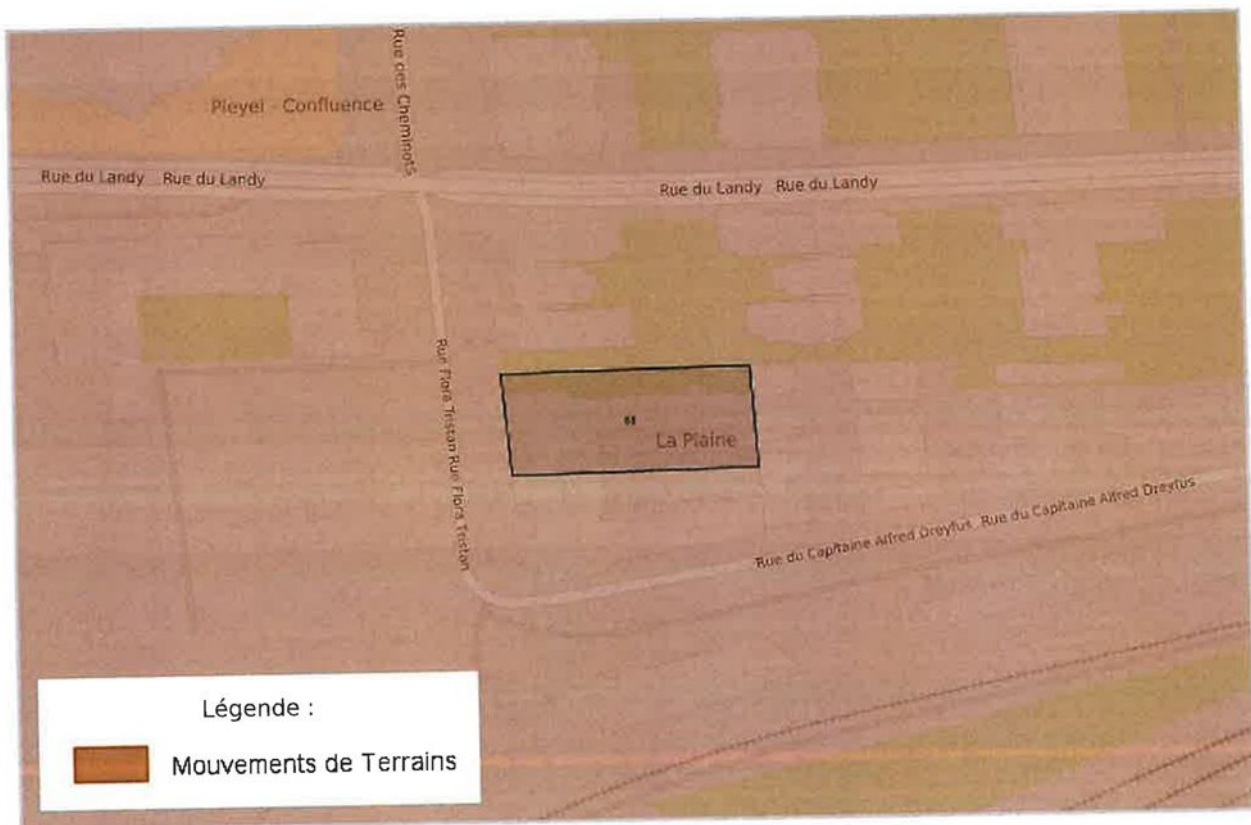 Rue des Cheminots
Pleyel - Confluence
Rue du Landy Rue du Landy
Rue du Landy Rue du Landy
Rue Flora Tristan Rue Flora Tristan
68
La Plaine
Rue du Capitaine Alfred Dreyfus Rue du Capitaine Alfred Dreyfus
Légende :
Mouvements de Terrains